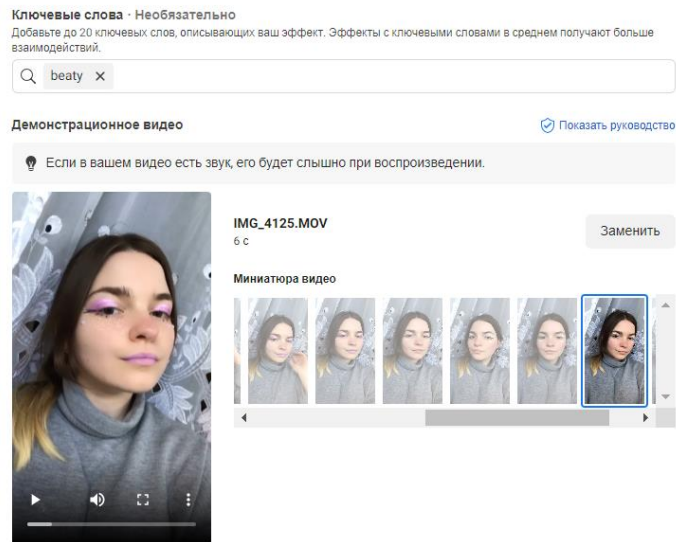 Ключевые слова · Необязательно
Добавьте до 20 ключевых слов, описывающих ваш эффект. Эффекты с ключевыми словами в среднем получают больше
взаимодействий.
beaty
Демонстрационное видео
Показать руководство
Если в вашем видео есть звук, его будет слышно при воспроизведении.
IMG_4125.MOV
6 с
Заменить
Миниатюра видео